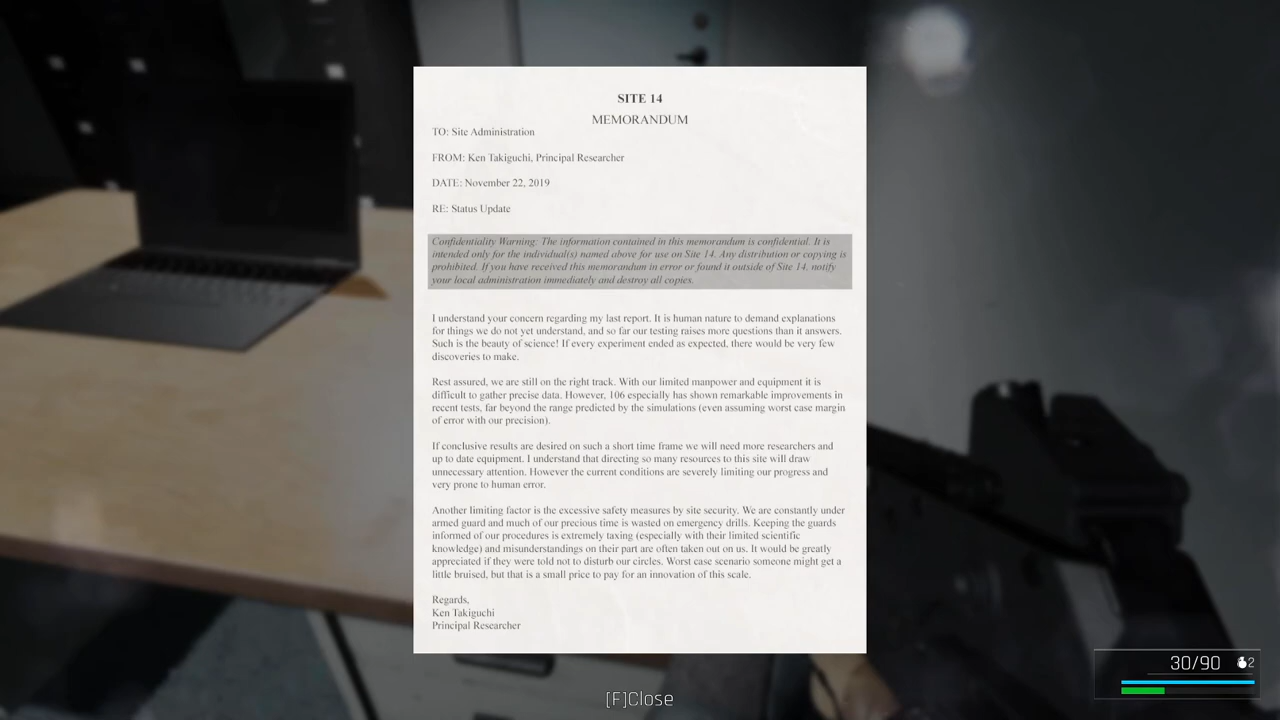 SITE 14
MEMORANDUM
TO: Site Administration
FROM: Ken Takiguchi, Principal Researcher
DATE: November 22, 2019
RE: Status Update
Confidentiality Warning: The information contained in this memorandum is confidential. It is
intended only for the individual(s) named above for use on Site 14. Any distribution or copying is
prohibited. If you have received this memorandum in error or found it outside of Site 14, notify
your local administration immediately and destroy all copies.
I understand your concern regarding my last report. It is human nature to demand explanations
for things we do not yet understand, and so far our testing raises more questions than it answers.
Such is the beauty of science! If every experiment ended as expected, there would be very few
discoveries to make.
Rest assured, we are still on the right track. With our limited manpower and equipment it is
difficult to gather precise data. However, 106 especially has shown remarkable improvements in
recent tests, far beyond the range predicted by the simulations (even assuming worst case margin
of error with our precision).
If conclusive results are desired on such a short time frame we will need more researchers and
up to date equipment. I understand that directing so many resources to this site will draw
unnecessary attention. However the current conditions are severely limiting our progress and
very prone to human error.
Another limiting factor is the excessive safety measures by site security. We are constantly under
armed guard and much of our precious time is wasted on emergency drills. Keeping the guards
informed of our procedures is extremely taxing (especially with their limited scientific
knowledge) and misunderstandings on their part are often taken out on us. It would be greatly
appreciated if they were told not to disturb our circles. Worst case scenario someone might get a
little bruised, but that is a small price to pay for an innovation of this scale.
Regards,
Ken Takiguchi
Principal Researcher
30/90 2
[F]Close